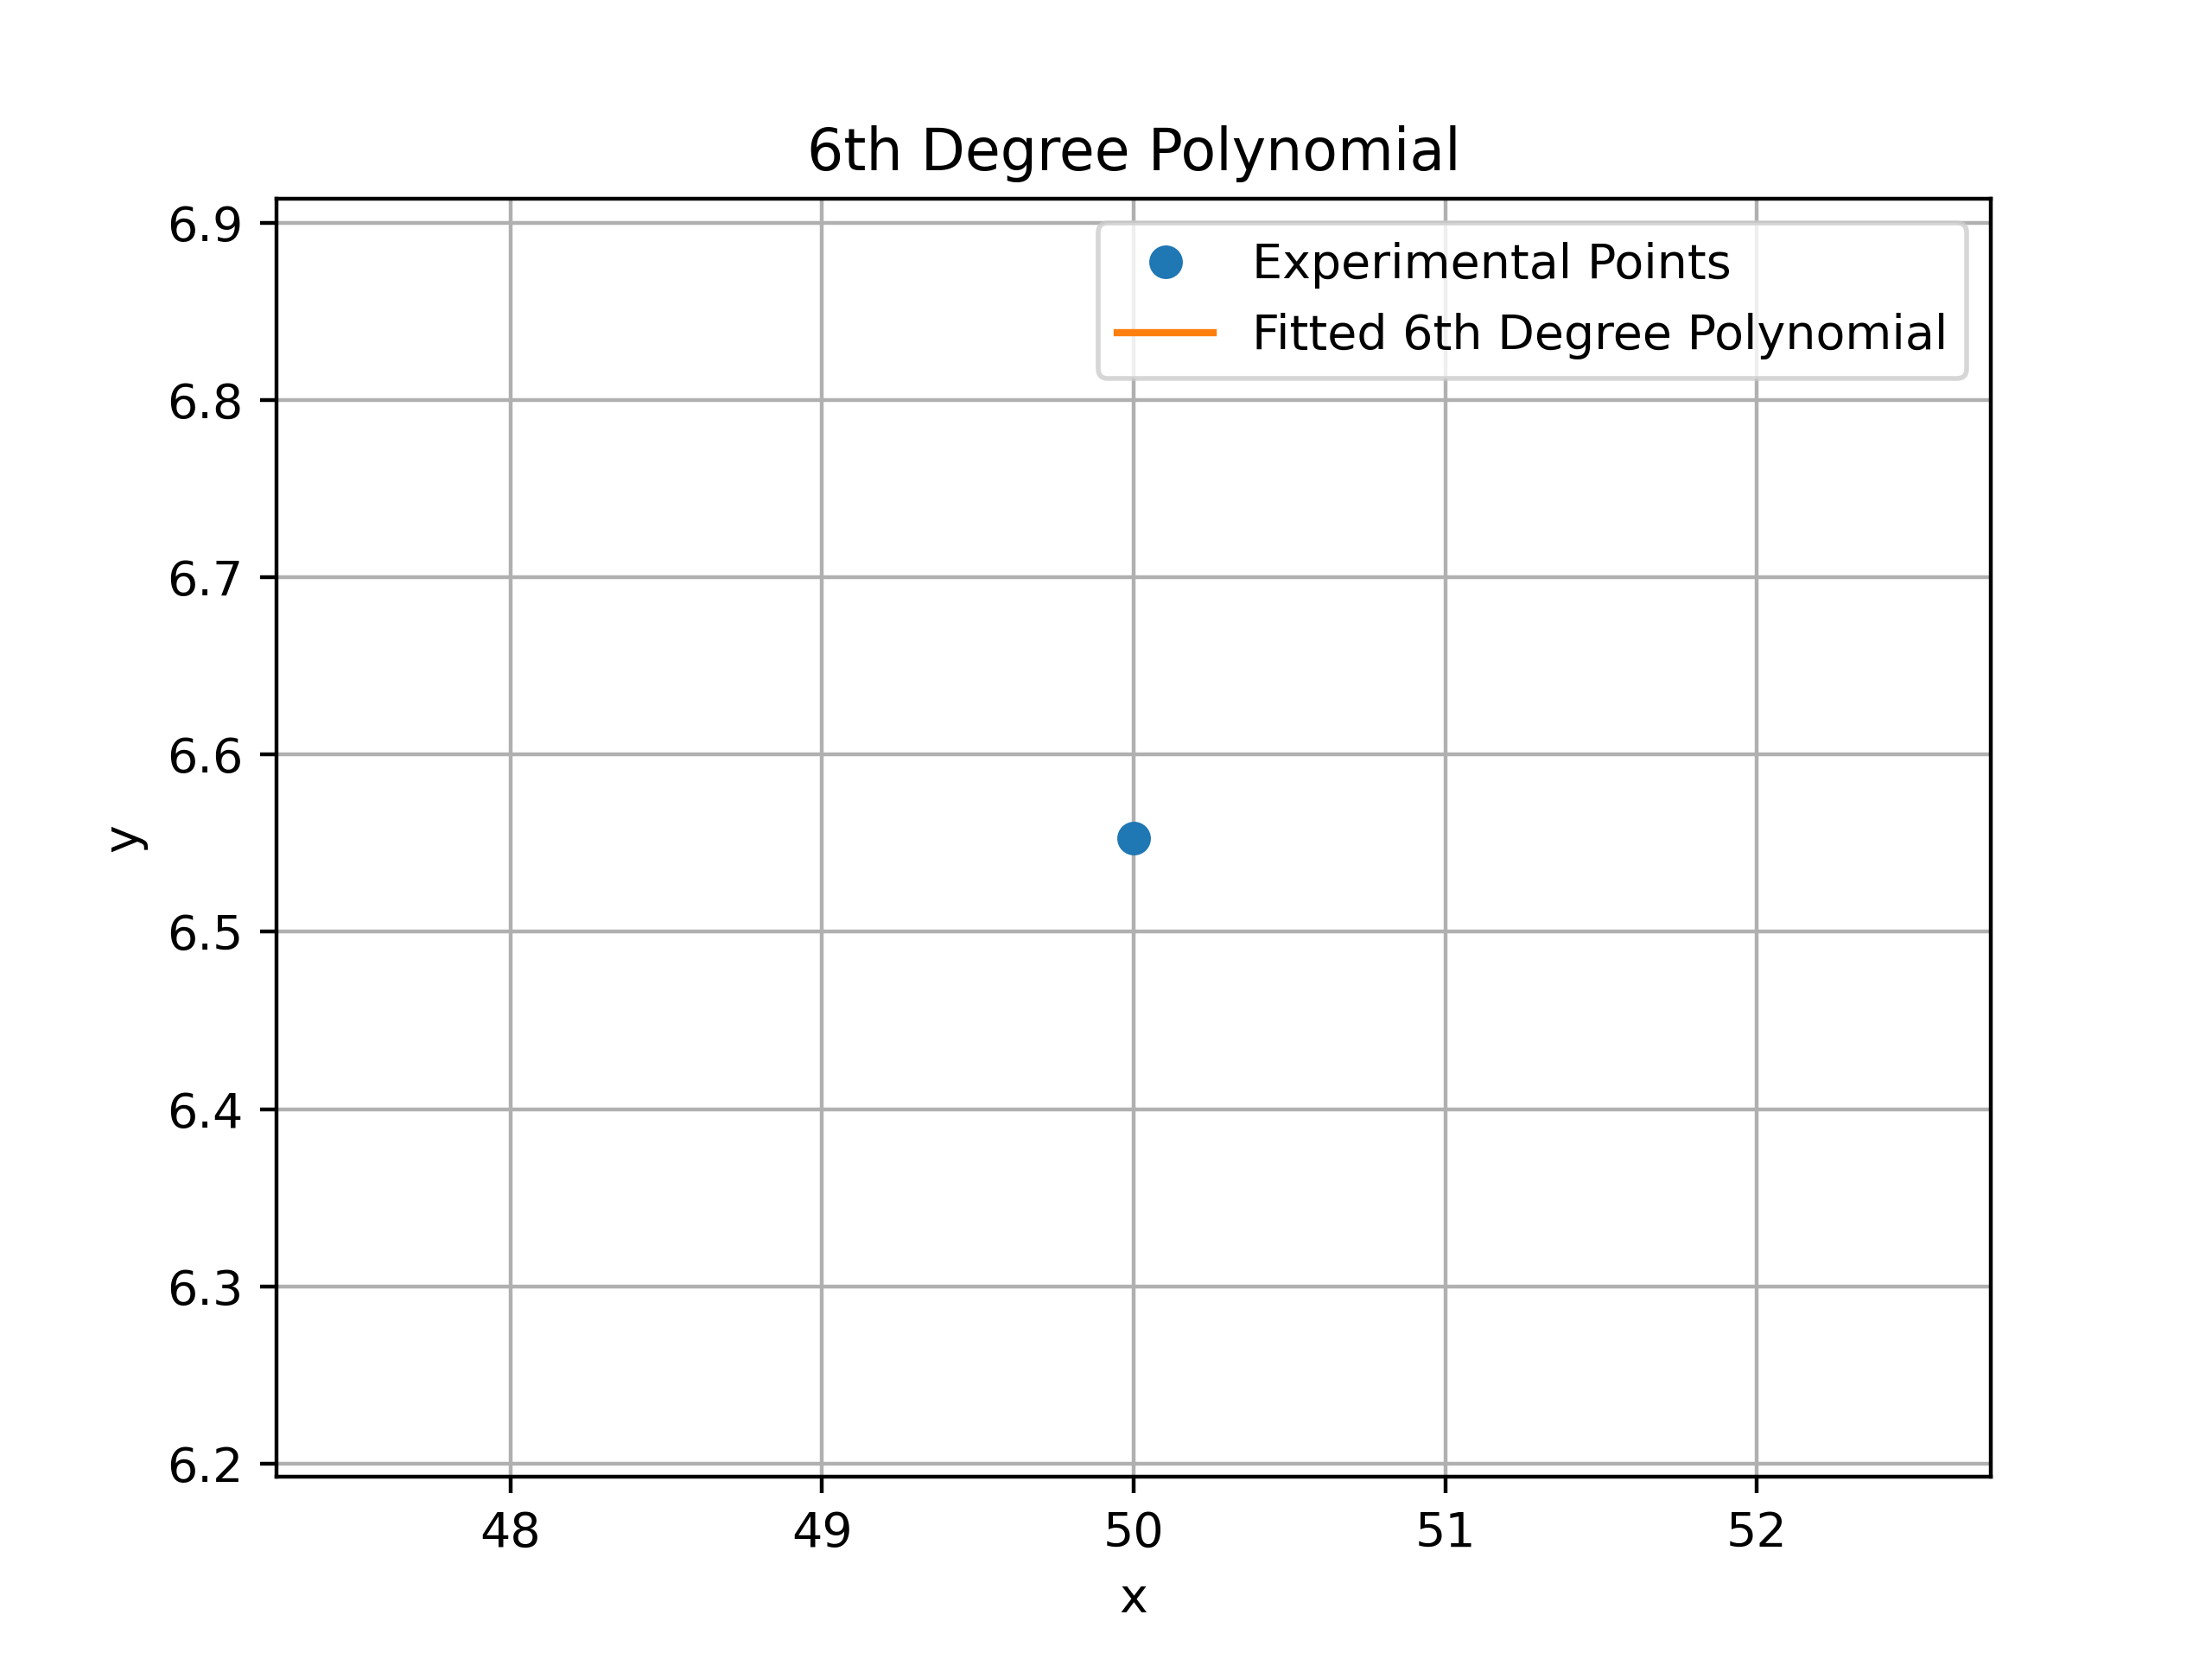 6th Degree Polynomial
Experimental Points
Fitted 6th Degree Polynomial
6.9
6.8
6.7
6.6
6.5
6.4
6.3
6.2
y
48 49 50 51 52
x